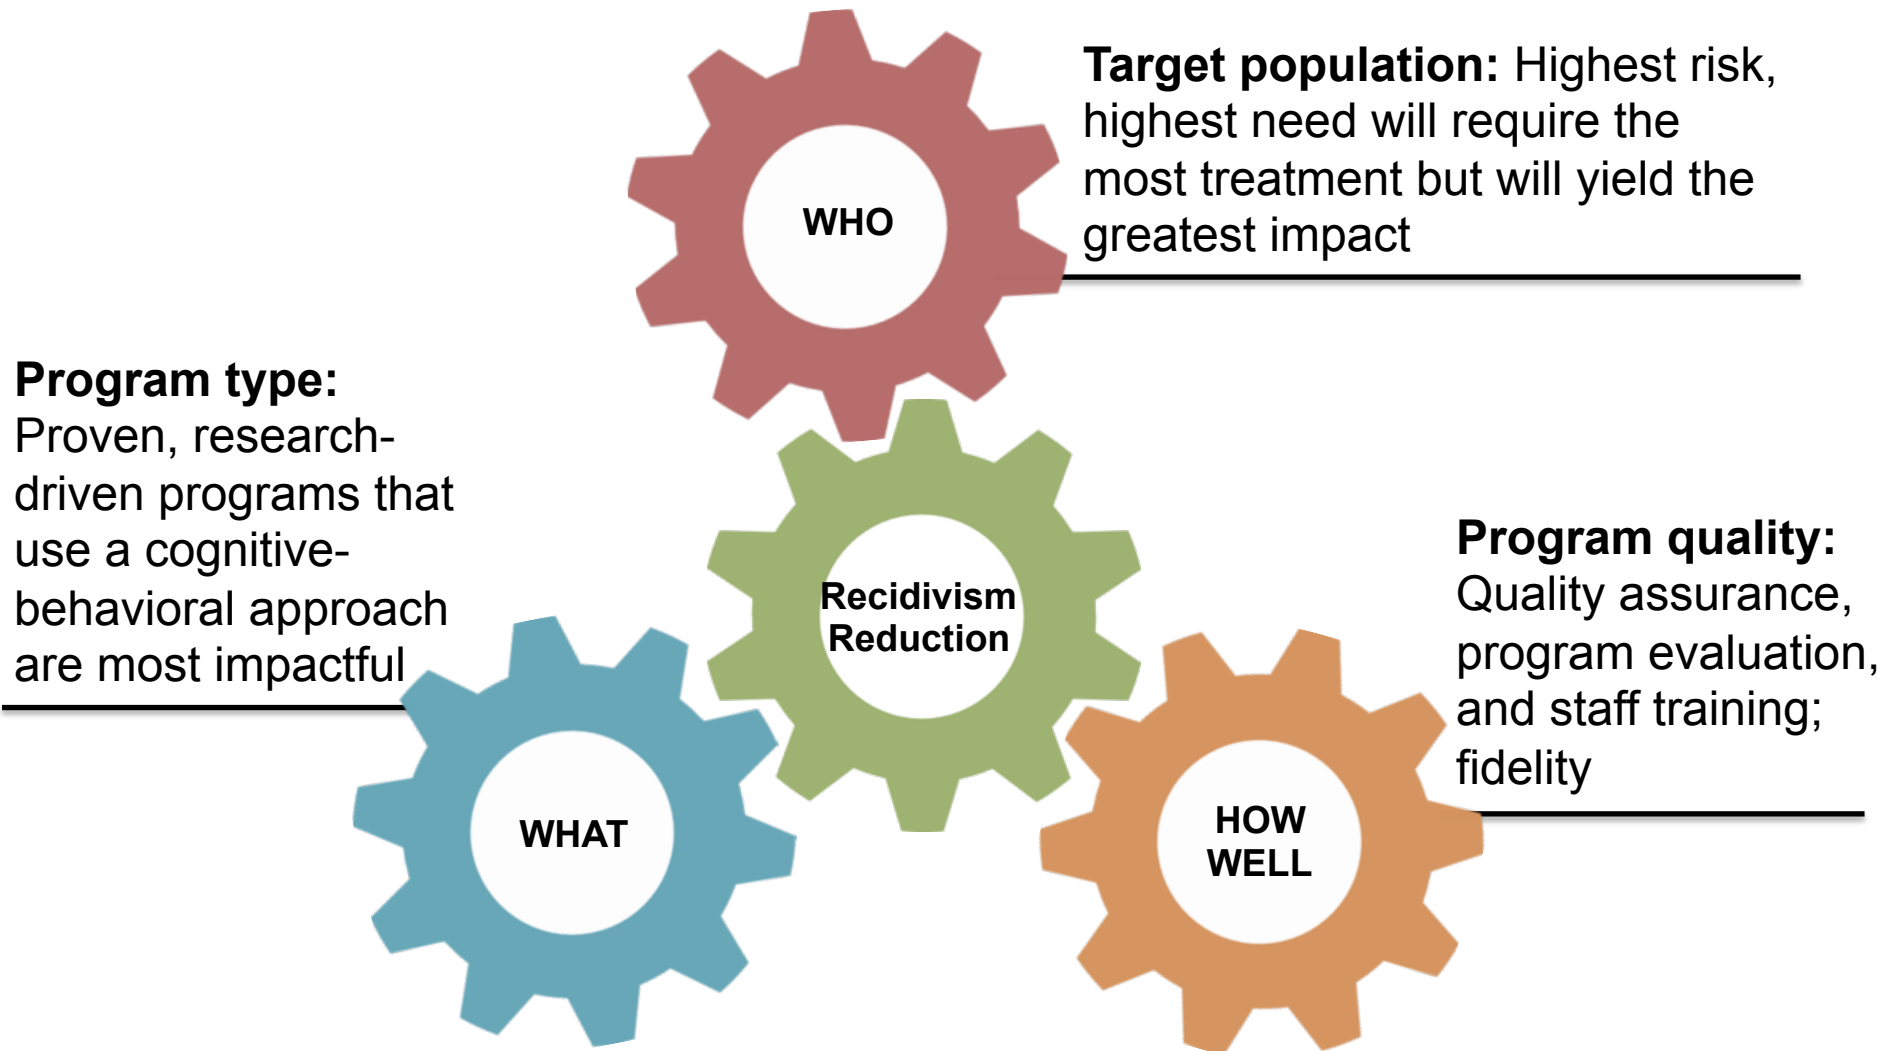 WHO
Target population: Highest risk,
highest need will require the
most treatment but will yield the
greatest impact
Program type:
Proven, research-
driven programs that
use a cognitive-
behavioral approach
are most impactful
Recidivism
Reduction
Program quality:
Quality assurance,
program evaluation,
and staff training;
fidelity
WHAT
HOW
WELL